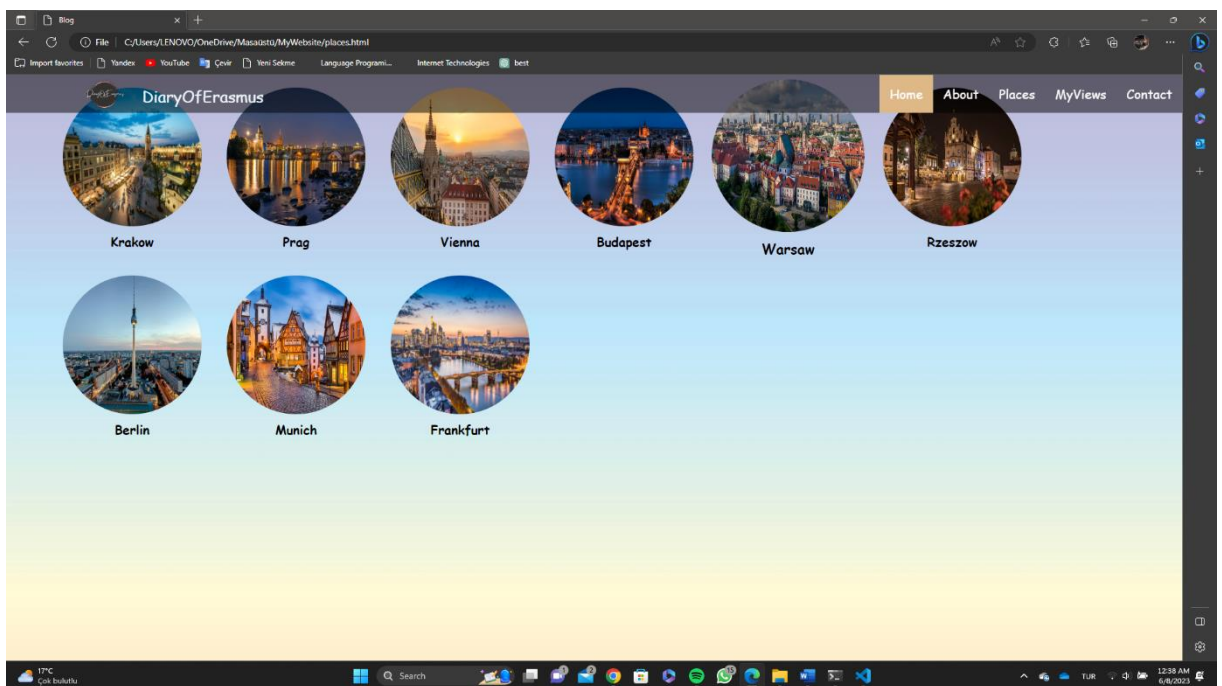 Blog
File C:/Users/LENOVO/OneDrive/Masaüstü/MyWebsite/places.html
Import favorites Yandex YouTube Çevir Yeni Sekme Language Programi... Internet Technologies best
DiaryOfErasmus Home About Places MyViews Contact
Krakow Prag Vienna Budapest Warsaw Rzeszow
Berlin Munich Frankfurt
17°C Search TUR 12:38 AM
Çok bulutlu 6/8/2023